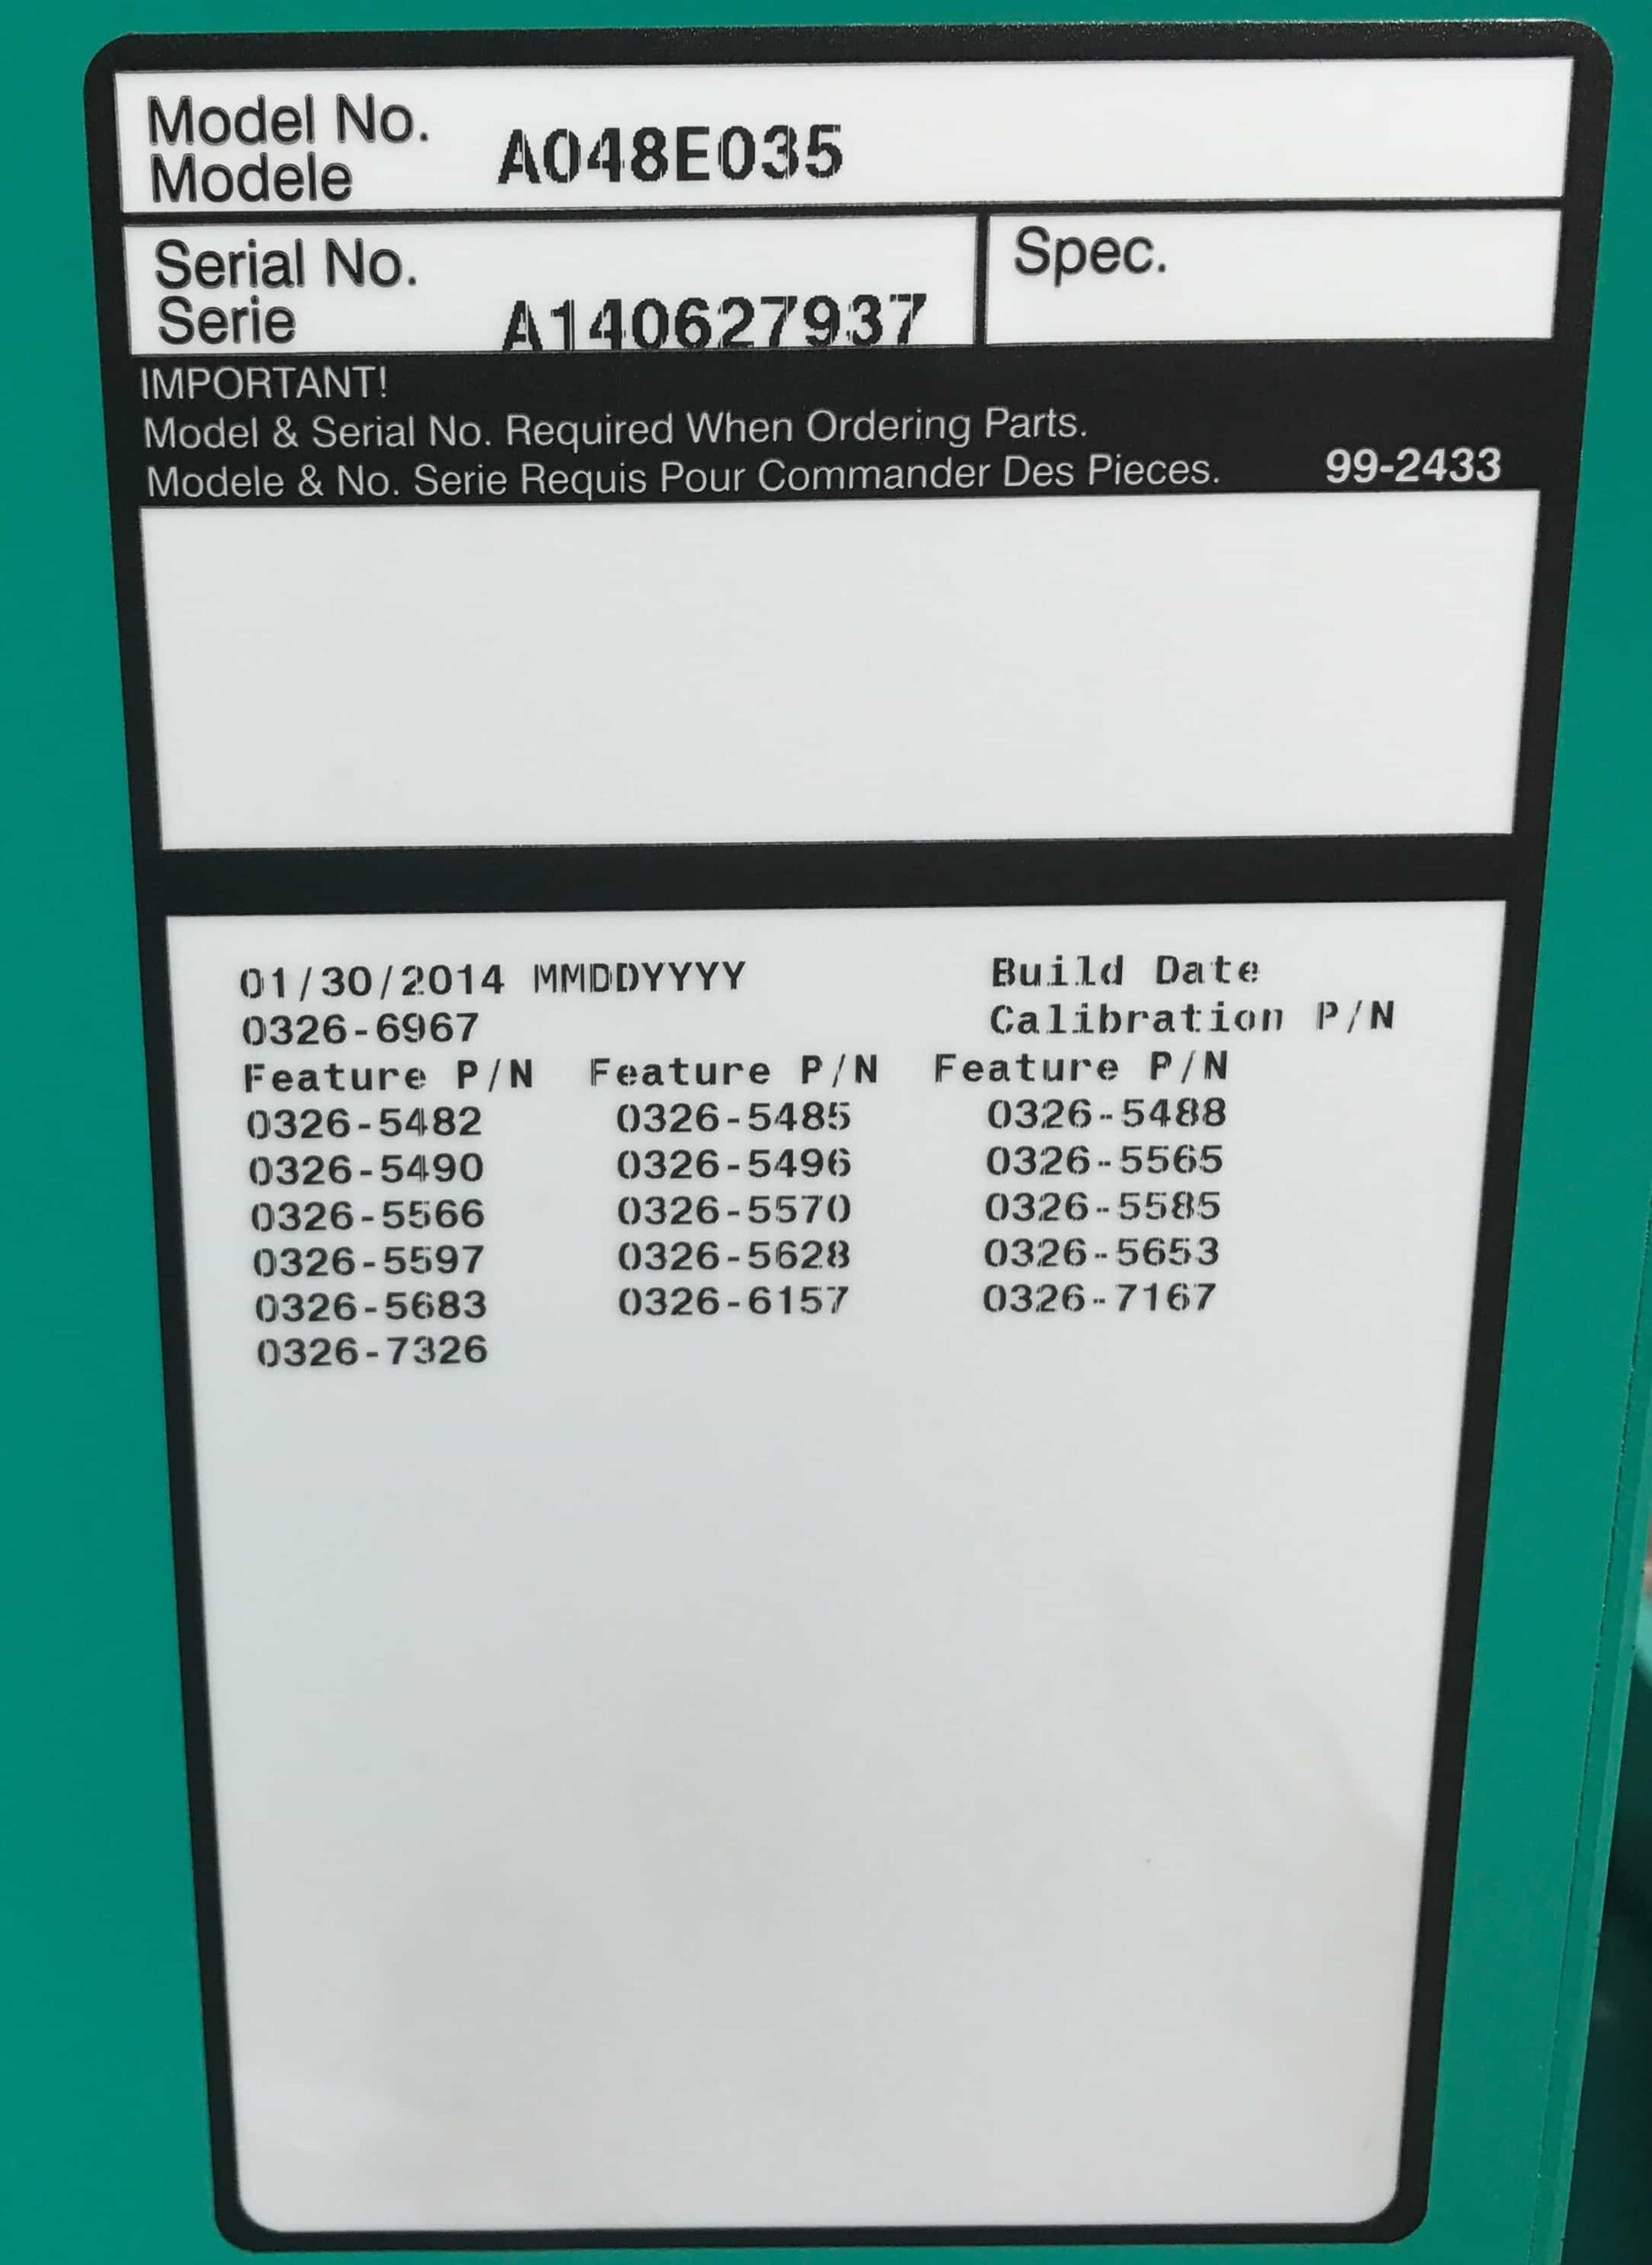 Model No.
Modele
A048E035
Serial No.
Serie
A140627937
Spec.
IMPORTANT!
Model & Serial No. Required When Ordering Parts.
Modele & No. Serie Requis Pour Commander Des Pieces. 99-2433
01/30/2014 MMDDYYYY Build Date
0326-6967 Calibration P/N
Feature P/N Feature P/N Feature P/N
0326-5482 0326-5485 0326-5488
0326-5490 0326-5496 0326-5565
0326-5566 0326-5570 0326-5585
0326-5597 0326-5628 0326-5653
0326-5683 0326-6157 0326-7167
0326-7326